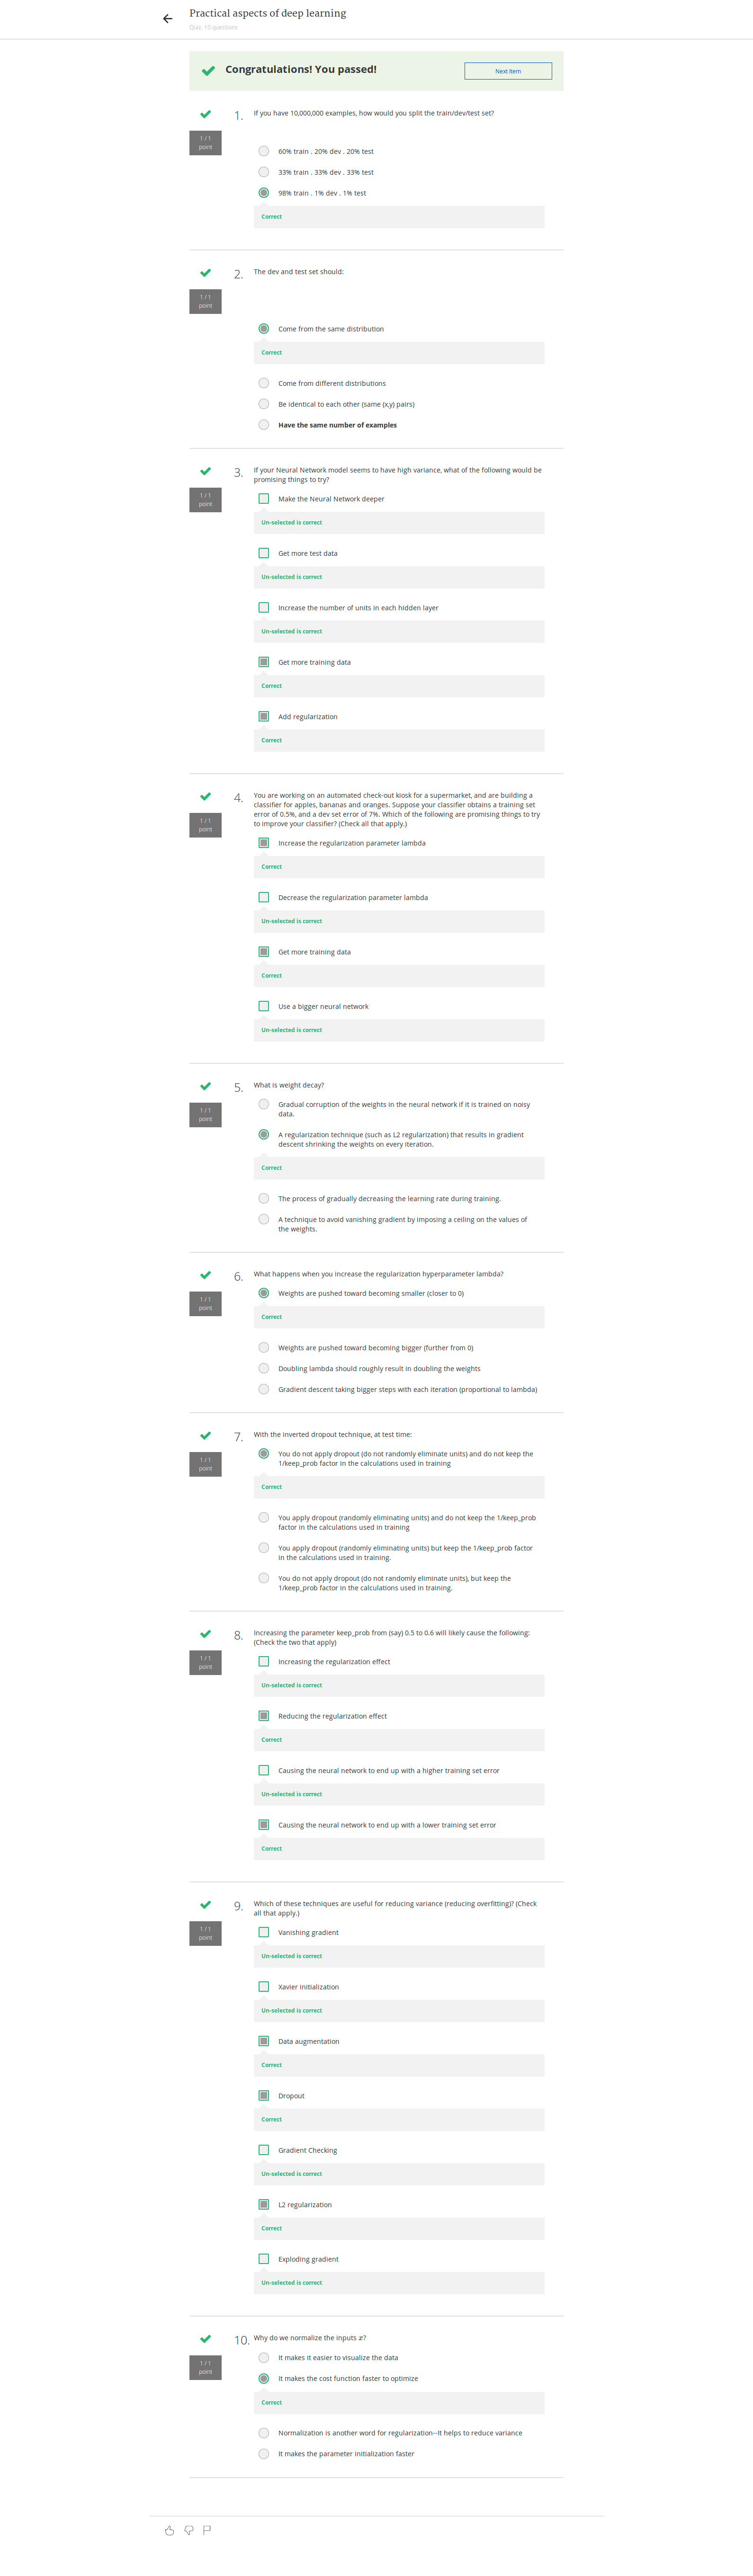 Practical aspects of deep learning
Quiz, 10 questions
Congratulations! You passed!
Next Item
1 / 1
point
1.
If you have 10,000,000 examples, how would you split the train/dev/test set?
60% train . 20% dev . 20% test
33% train . 33% dev . 33% test
98% train . 1% dev . 1% test
Correct
1 / 1
point
2.
The dev and test set should:
Come from the same distribution
Correct
Come from different distributions
Be identical to each other (same (x,y) pairs)
Have the same number of examples
1 / 1
point
3.
If your Neural Network model seems to have high variance, what of the following would be
promising things to try?
Make the Neural Network deeper
Un-selected is correct
Get more test data
Un-selected is correct
Increase the number of units in each hidden layer
Un-selected is correct
Get more training data
Correct
Add regularization
Correct
1 / 1
point
4.
You are working on an automated check-out kiosk for a supermarket, and are building a
classifier for apples, bananas and oranges. Suppose your classifier obtains a training set
error of 0.5%, and a dev set error of 7%. Which of the following are promising things to try
to improve your classifier? (Check all that apply.)
Increase the regularization parameter lambda
Correct
Decrease the regularization parameter lambda
Un-selected is correct
Get more training data
Correct
Use a bigger neural network
Un-selected is correct
1 / 1
point
5.
What is weight decay?
Gradual corruption of the weights in the neural network if it is trained on noisy
data.
A regularization technique (such as L2 regularization) that results in gradient
descent shrinking the weights on every iteration.
Correct
The process of gradually decreasing the learning rate during training.
A technique to avoid vanishing gradient by imposing a ceiling on the values of
the weights.
1 / 1
point
6.
What happens when you increase the regularization hyperparameter lambda?
Weights are pushed toward becoming smaller (closer to 0)
Correct
Weights are pushed toward becoming bigger (further from 0)
Doubling lambda should roughly result in doubling the weights
Gradient descent taking bigger steps with each iteration (proportional to lambda)
1 / 1
point
7.
With the inverted dropout technique, at test time:
You do not apply dropout (do not randomly eliminate units) and do not keep the
1/keep_prob factor in the calculations used in training
Correct
You apply dropout (randomly eliminating units) and do not keep the 1/keep_prob
factor in the calculations used in training
You apply dropout (randomly eliminating units) but keep the 1/keep_prob factor
in the calculations used in training.
You do not apply dropout (do not randomly eliminate units), but keep the
1/keep_prob factor in the calculations used in training.
1 / 1
point
8.
Increasing the parameter keep_prob from (say) 0.5 to 0.6 will likely cause the following:
(Check the two that apply)
Increasing the regularization effect
Un-selected is correct
Reducing the regularization effect
Correct
Causing the neural network to end up with a higher training set error
Un-selected is correct
Causing the neural network to end up with a lower training set error
Correct
1 / 1
point
9.
Which of these techniques are useful for reducing variance (reducing overfitting)? (Check
all that apply.)
Vanishing gradient
Un-selected is correct
Xavier initialization
Un-selected is correct
Data augmentation
Correct
Dropout
Correct
Gradient Checking
Un-selected is correct
L2 regularization
Correct
Exploding gradient
Un-selected is correct
1 / 1
point
10.
Why do we normalize the inputs x?
It makes it easier to visualize the data
It makes the cost function faster to optimize
Correct
Normalization is another word for regularization--It helps to reduce variance
It makes the parameter initialization faster